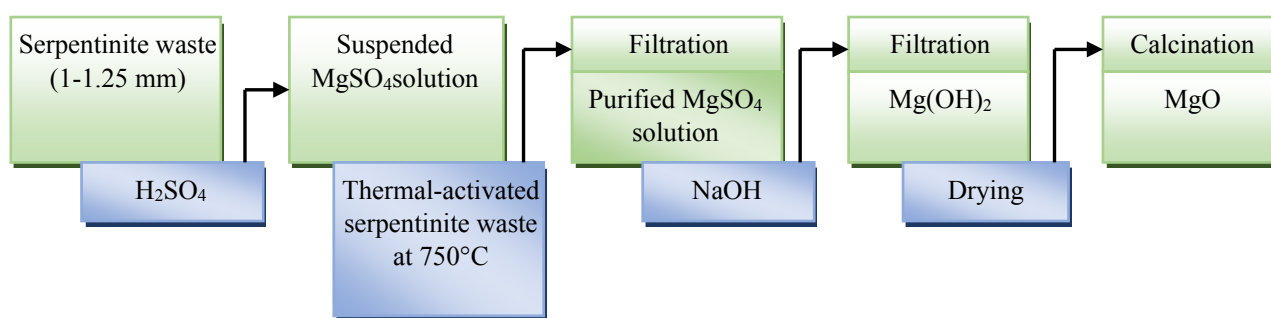 Serpentinite waste
(1-1.25 mm)
H₂SO₄
Suspended
MgSO₄solution
Thermal-activated
serpentinite waste
at 750°C
Filtration
Purified MgSO₄
solution
NaOH
Filtration
Mg(OH)₂
Drying
Calcination
MgO